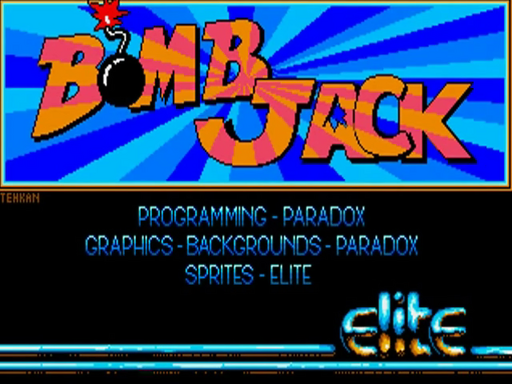 BOMB JACK
TEHKAN
PROGRAMMING - PARADOX
GRAPHICS - BACKGROUNDS - PARADOX
SPRITES - ELITE
elite